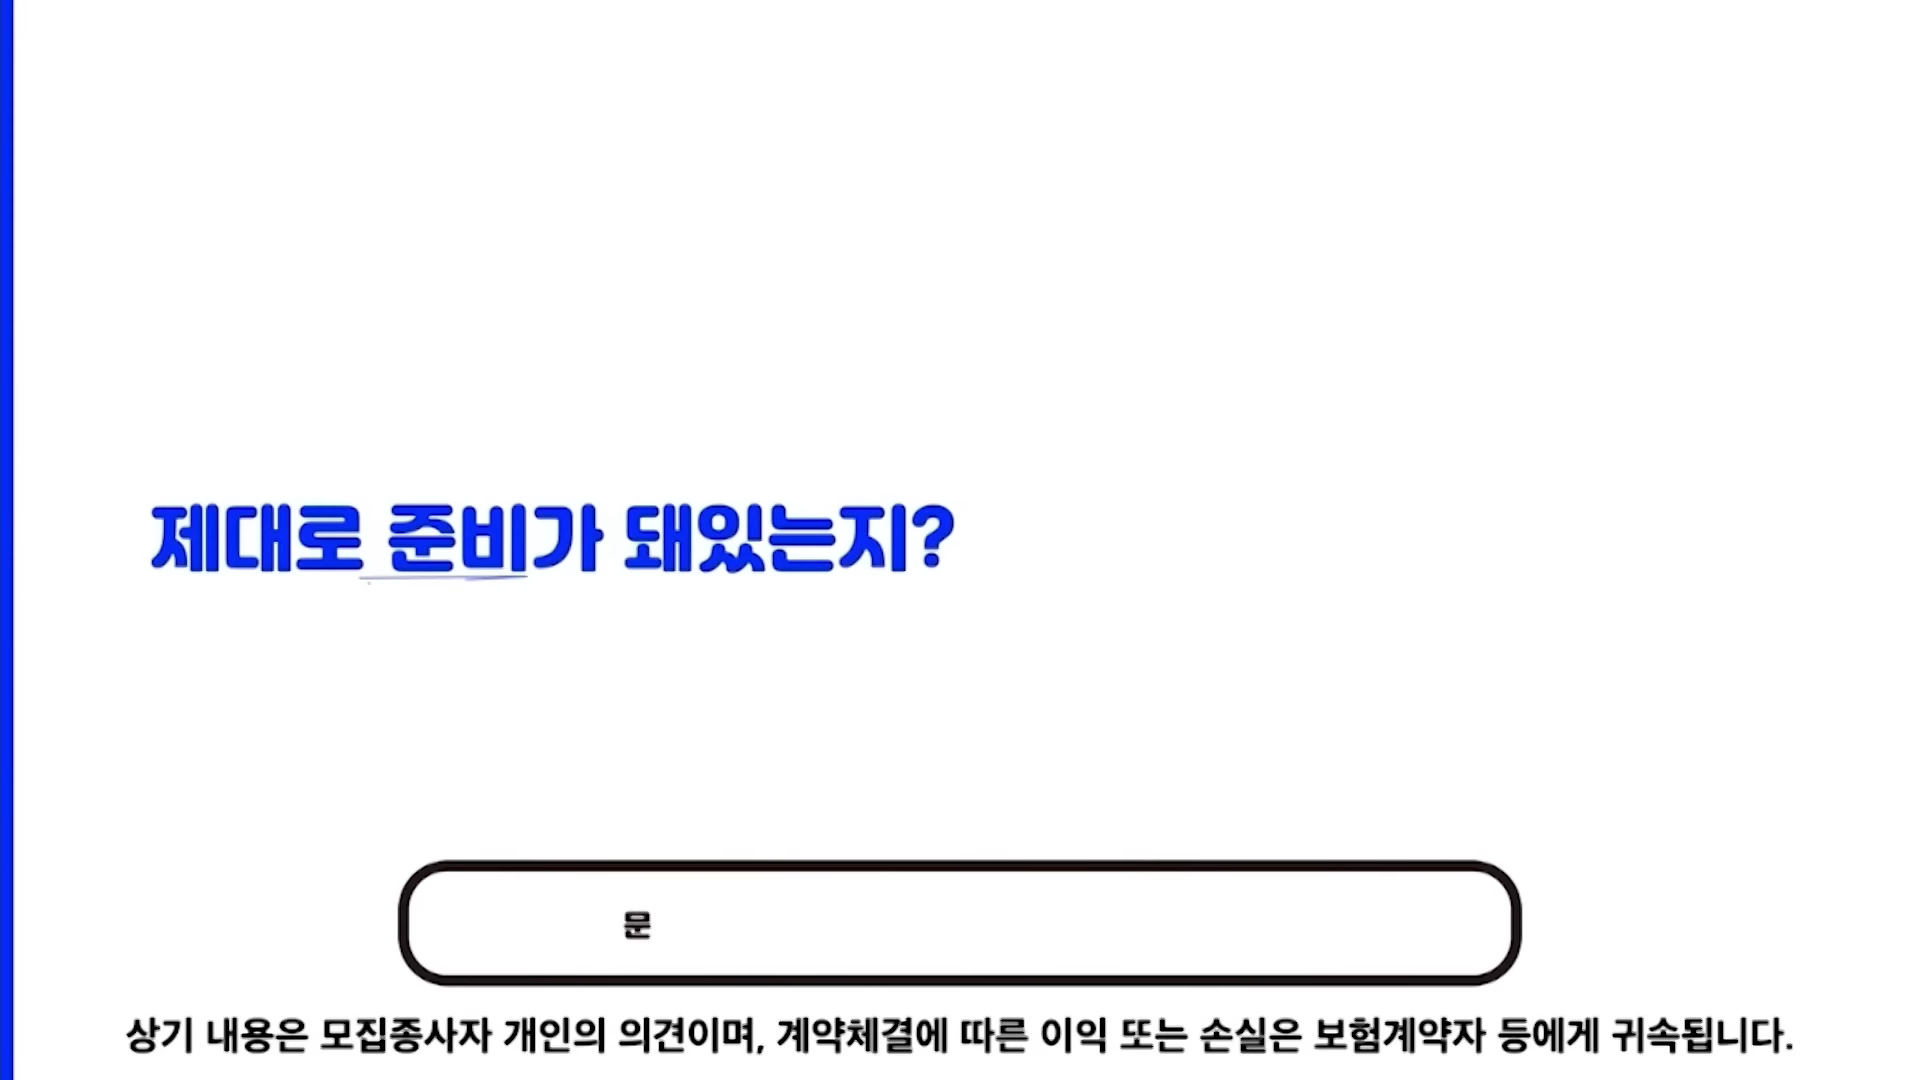 제대로 준비가 돼있는지?
문
상기 내용은 모집종사자 개인의 의견이며, 계약체결에 따른 이익 또는 손실은 보험계약자 등에게 귀속됩니다.